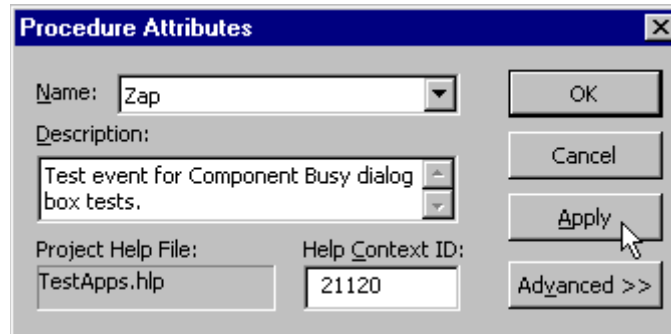 Procedure Attributes
Name: Zap
OK
Description:
Test event for Component Busy dialog
box tests.
Cancel
Apply
Project Help File:
Help Context ID:
TestApps.hlp
21120
Advanced >>